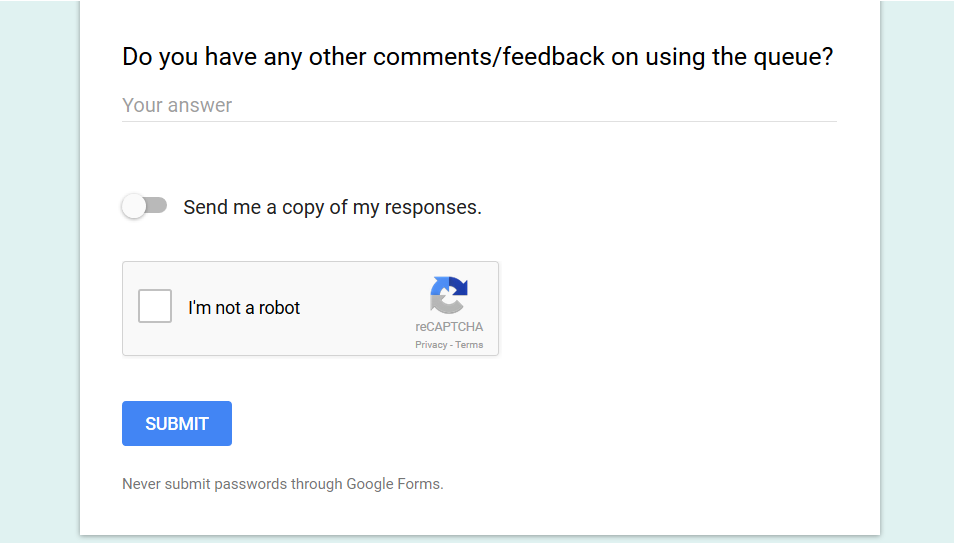 Do you have any other comments/feedback on using the queue?
Your answer
Send me a copy of my responses.
I'm not a robot
reCAPTCHA
Privacy - Terms
SUBMIT
Never submit passwords through Google Forms.